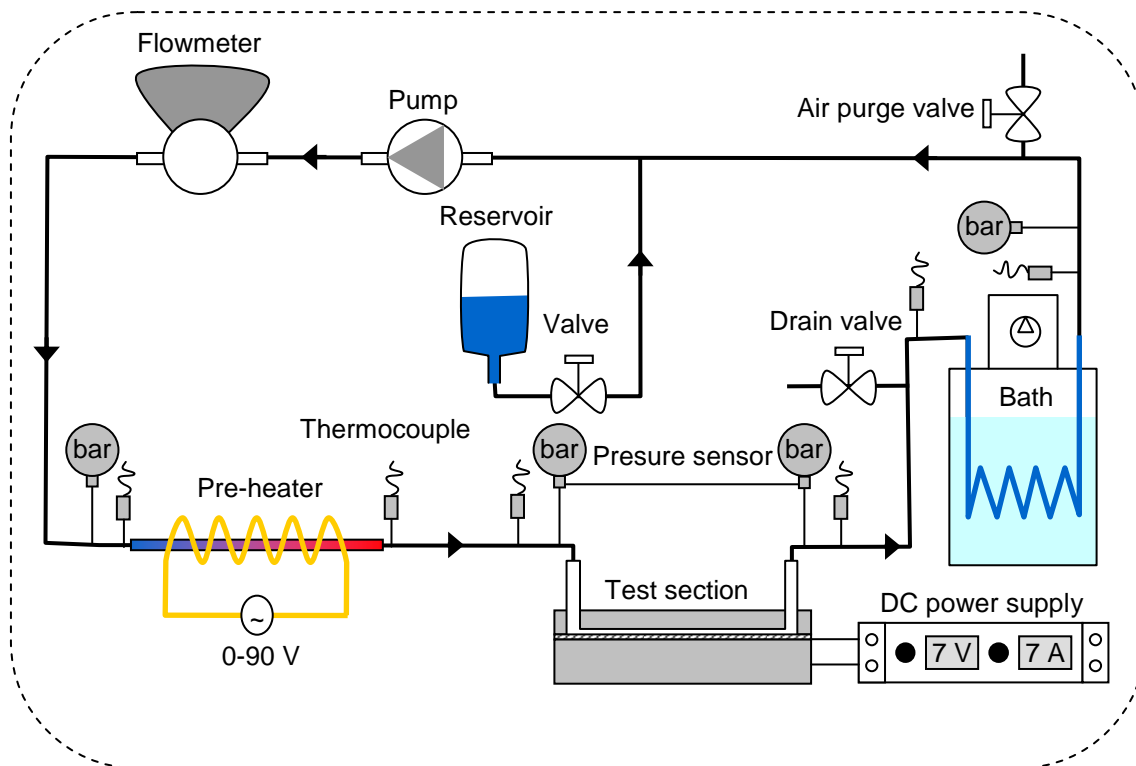 Flowmeter
Pump
Air purge valve
Reservoir
bar
Valve
Drain valve
Bath
Thermocouple
bar
bar
Presure sensor
bar
Pre-heater
Test section
DC power supply
~
0-90 V
7 V
7 A